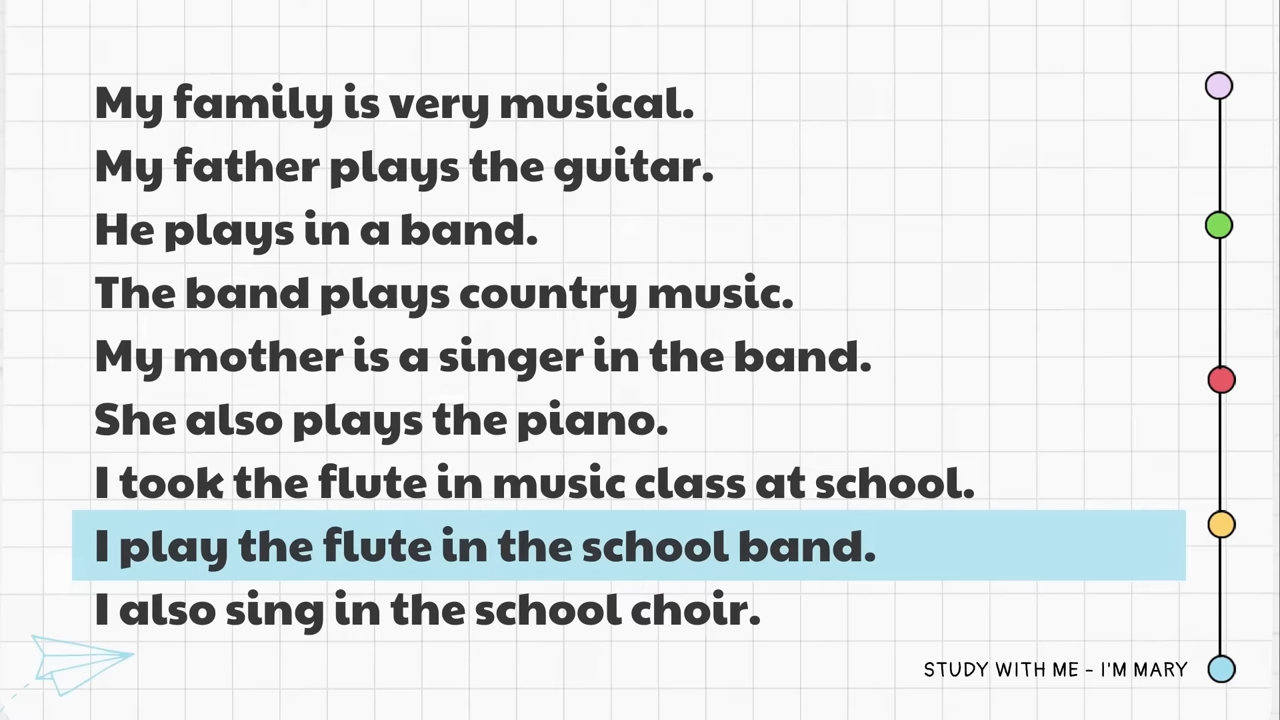 My family is very musical.
My father plays the guitar.
He plays in a band.
The band plays country music.
My mother is a singer in the band.
She also plays the piano.
I took the flute in music class at school.
I play the flute in the school band.
I also sing in the school choir.
STUDY WITH ME - I'M MARY